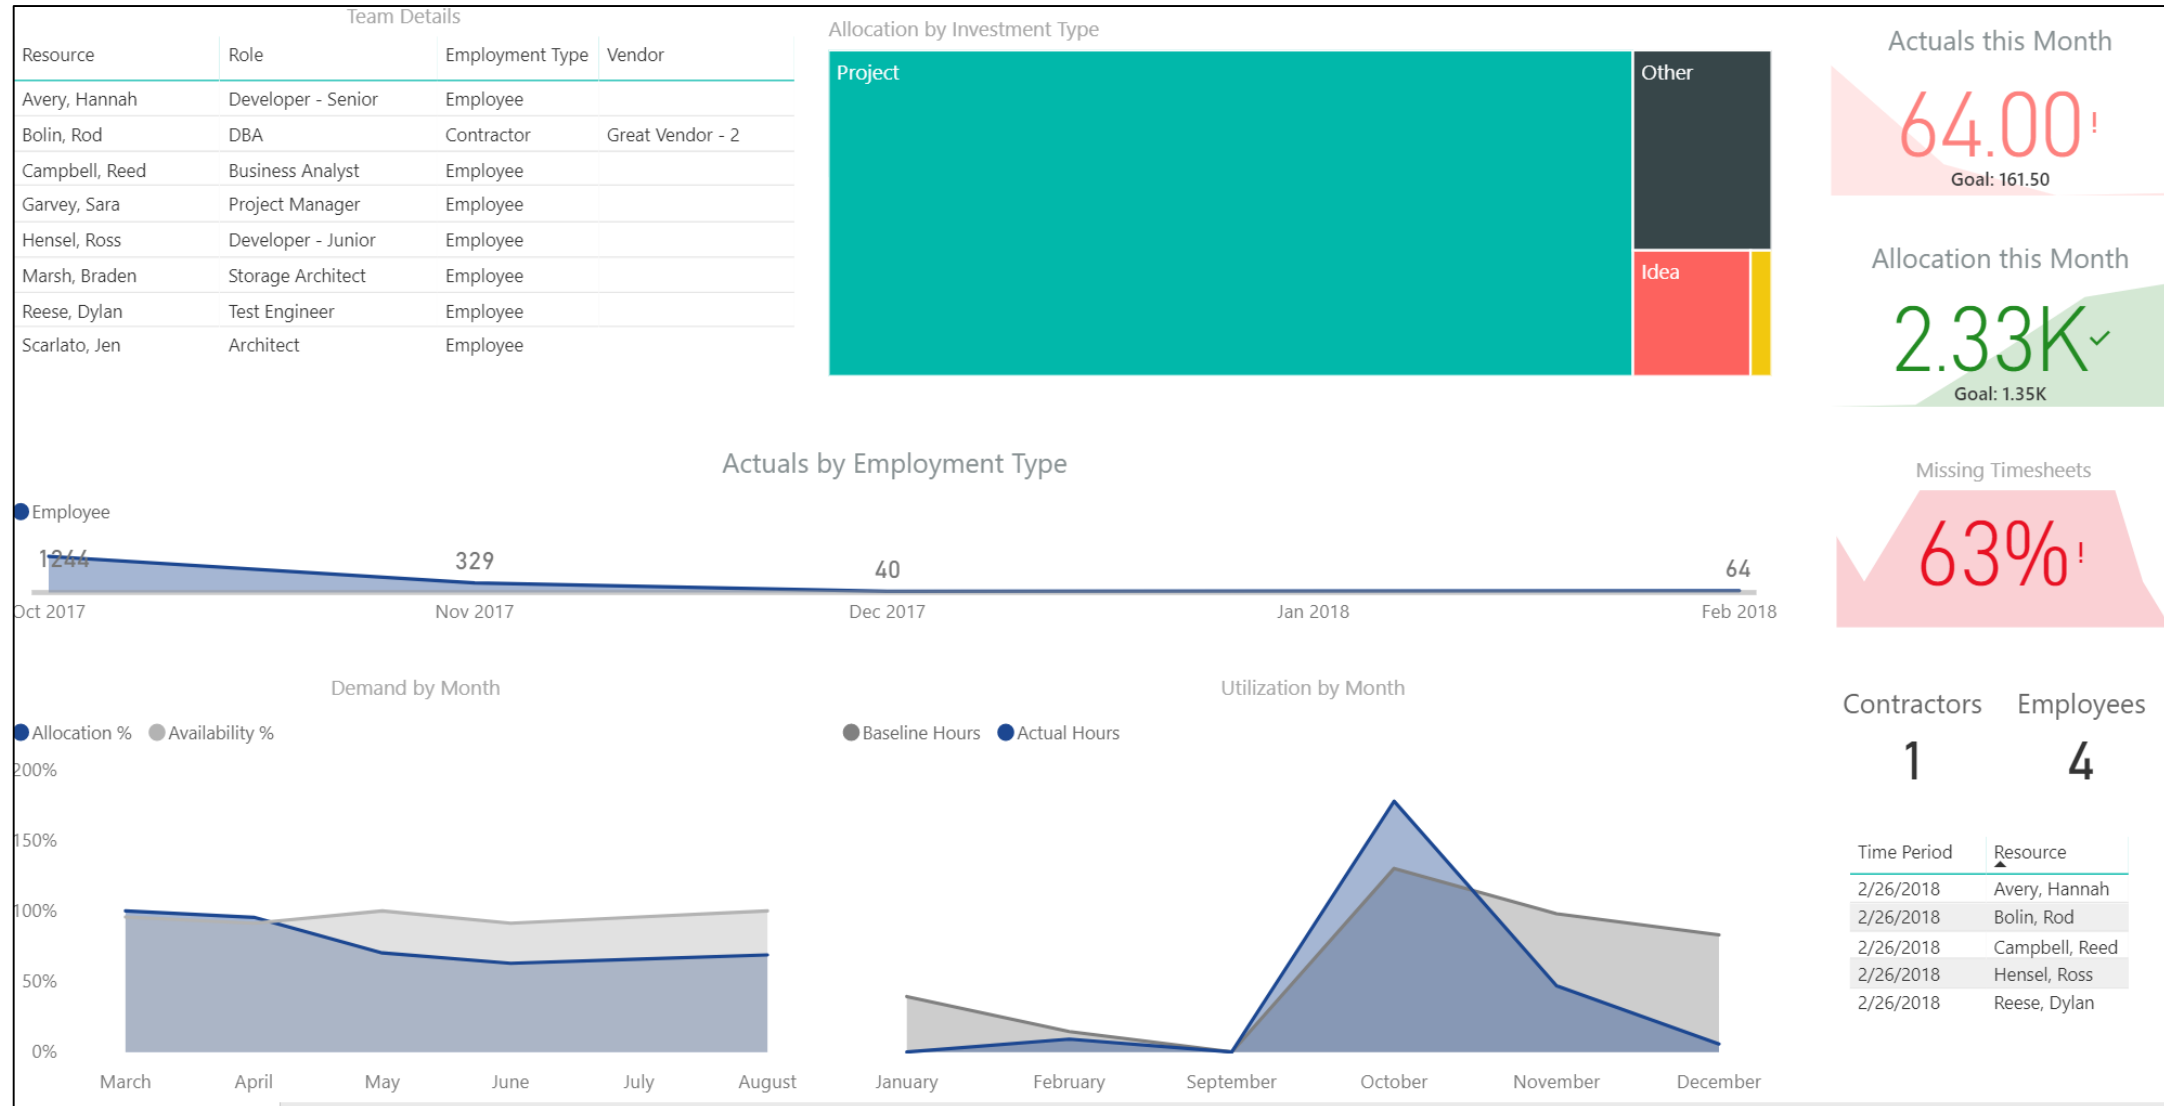 Team Details
Resource Role Employment Type Vendor
Avery, Hannah Developer - Senior Employee
Bolin, Rod DBA Contractor Great Vendor - 2
Campbell, Reed Business Analyst Employee
Garvey, Sara Project Manager Employee
Hensel, Ross Developer - Junior Employee
Marsh, Braden Storage Architect Employee
Reese, Dylan Test Engineer Employee
Scarlato, Jen Architect Employee
Allocation by Investment Type
Project
Other
Idea
Actuals this Month
64.00!
Goal: 161.50
Allocation this Month
2.33K✓
Goal: 1.35K
Actuals by Employment Type
Employee
1244 329 40 64
Oct 2017 Nov 2017 Dec 2017 Jan 2018 Feb 2018
Missing Timesheets
63%!
Demand by Month
Allocation % Availability %
200%
150%
100%
50%
0%
March April May June July August
Utilization by Month
Baseline Hours Actual Hours
January February September October November December
Contractors Employees
1 4
Time Period Resource
2/26/2018 Avery, Hannah
2/26/2018 Bolin, Rod
2/26/2018 Campbell, Reed
2/26/2018 Hensel, Ross
2/26/2018 Reese, Dylan